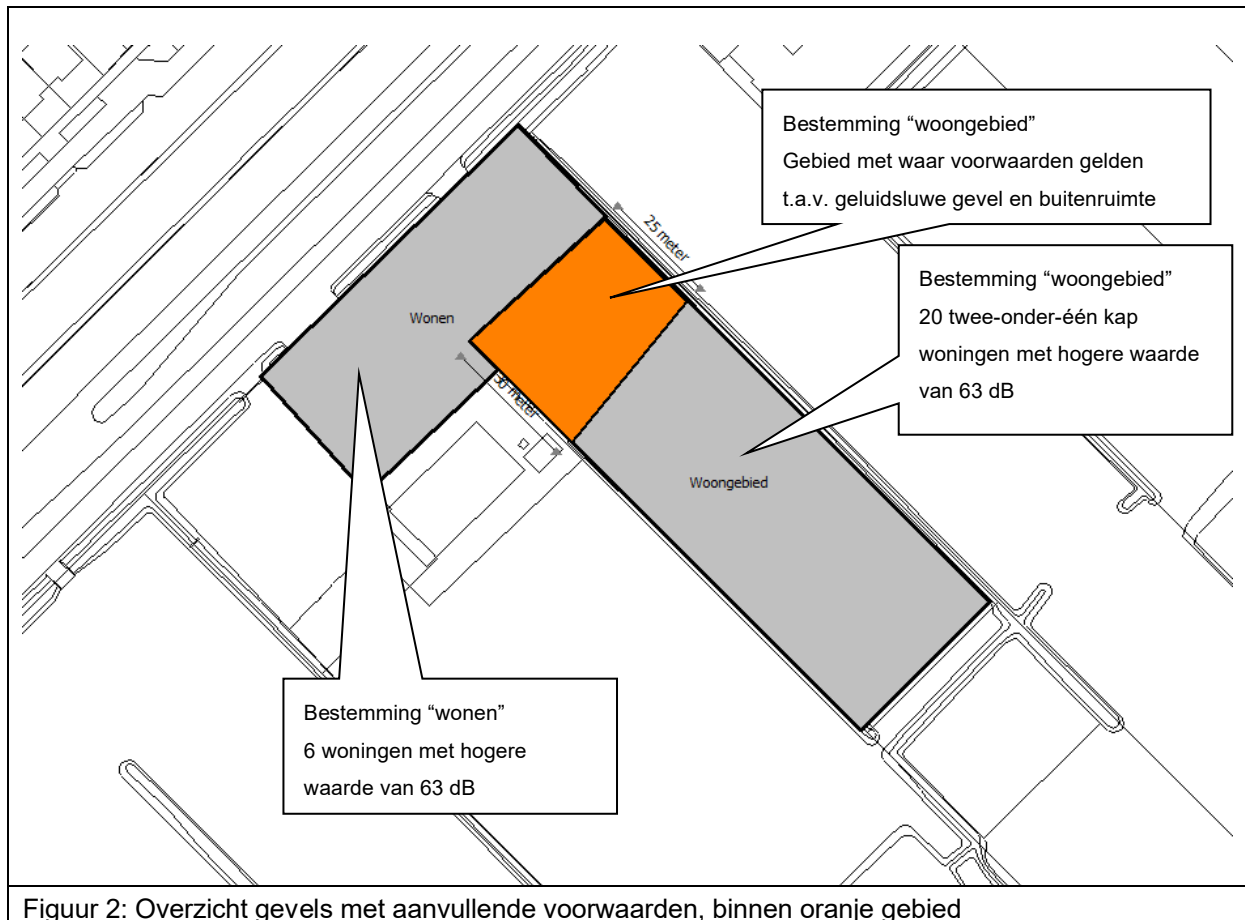 Bestemming “woongebied”
Gebied met waar voorwaarden gelden
t.a.v. geluidsluwe gevel en buitenruimte
25 meter
Bestemming “woongebied”
20 twee-onder-één kap
woningen met hogere waarde
van 63 dB
Wonen
30 meter
Woongebied
Bestemming “wonen”
6 woningen met hogere
waarde van 63 dB
Figuur 2: Overzicht gevels met aanvullende voorwaarden, binnen oranje gebied